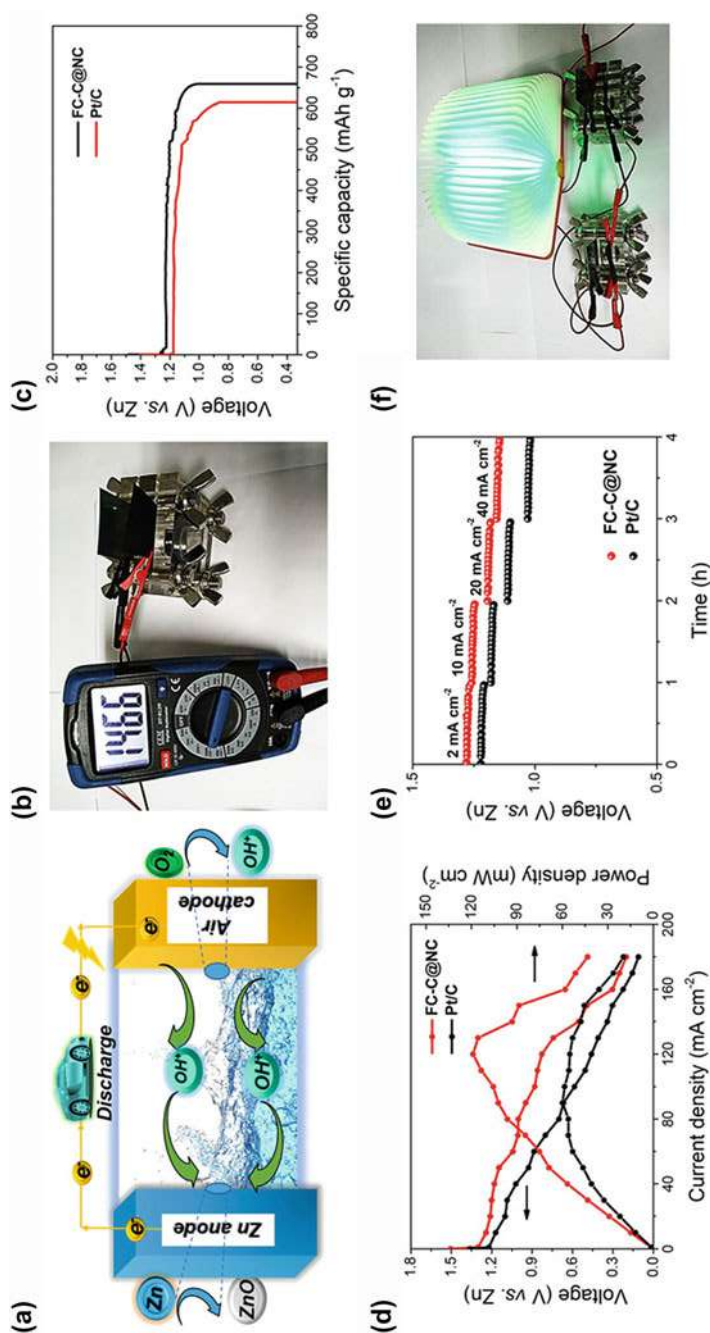 (a)
Discharge
e⁻
e⁻
e⁻
e⁻
Zn
ZnO
Zn anode
OH⁺
OH⁺
OH⁺
Air
cathode
O₂
OH⁺
(b)
1.466
HOLD
(c)
Voltage (V vs. Zn)
2.0
1.8
1.6
1.4
1.2
1.0
0.8
0.6
0.4
FC-C@NC
Pt/C
0 100 200 300 400 500 600 700 800
Specific capacity (mAh g⁻¹)
(d)
Voltage (V vs. Zn)
1.8
1.5
1.2
0.9
0.6
0.3
0.0
FC-C@NC
Pt/C
150
120
90
60
30
0
Power density (mW cm⁻²)
0 40 80 120 160 200
Current density (mA cm⁻²)
(e)
Voltage (V vs. Zn)
1.5
1.0
0.5
2 mA cm⁻²
10 mA cm⁻²
20 mA cm⁻²
40 mA cm⁻²
FC-C@NC
Pt/C
0 1 2 3 4
Time (h)
(f)